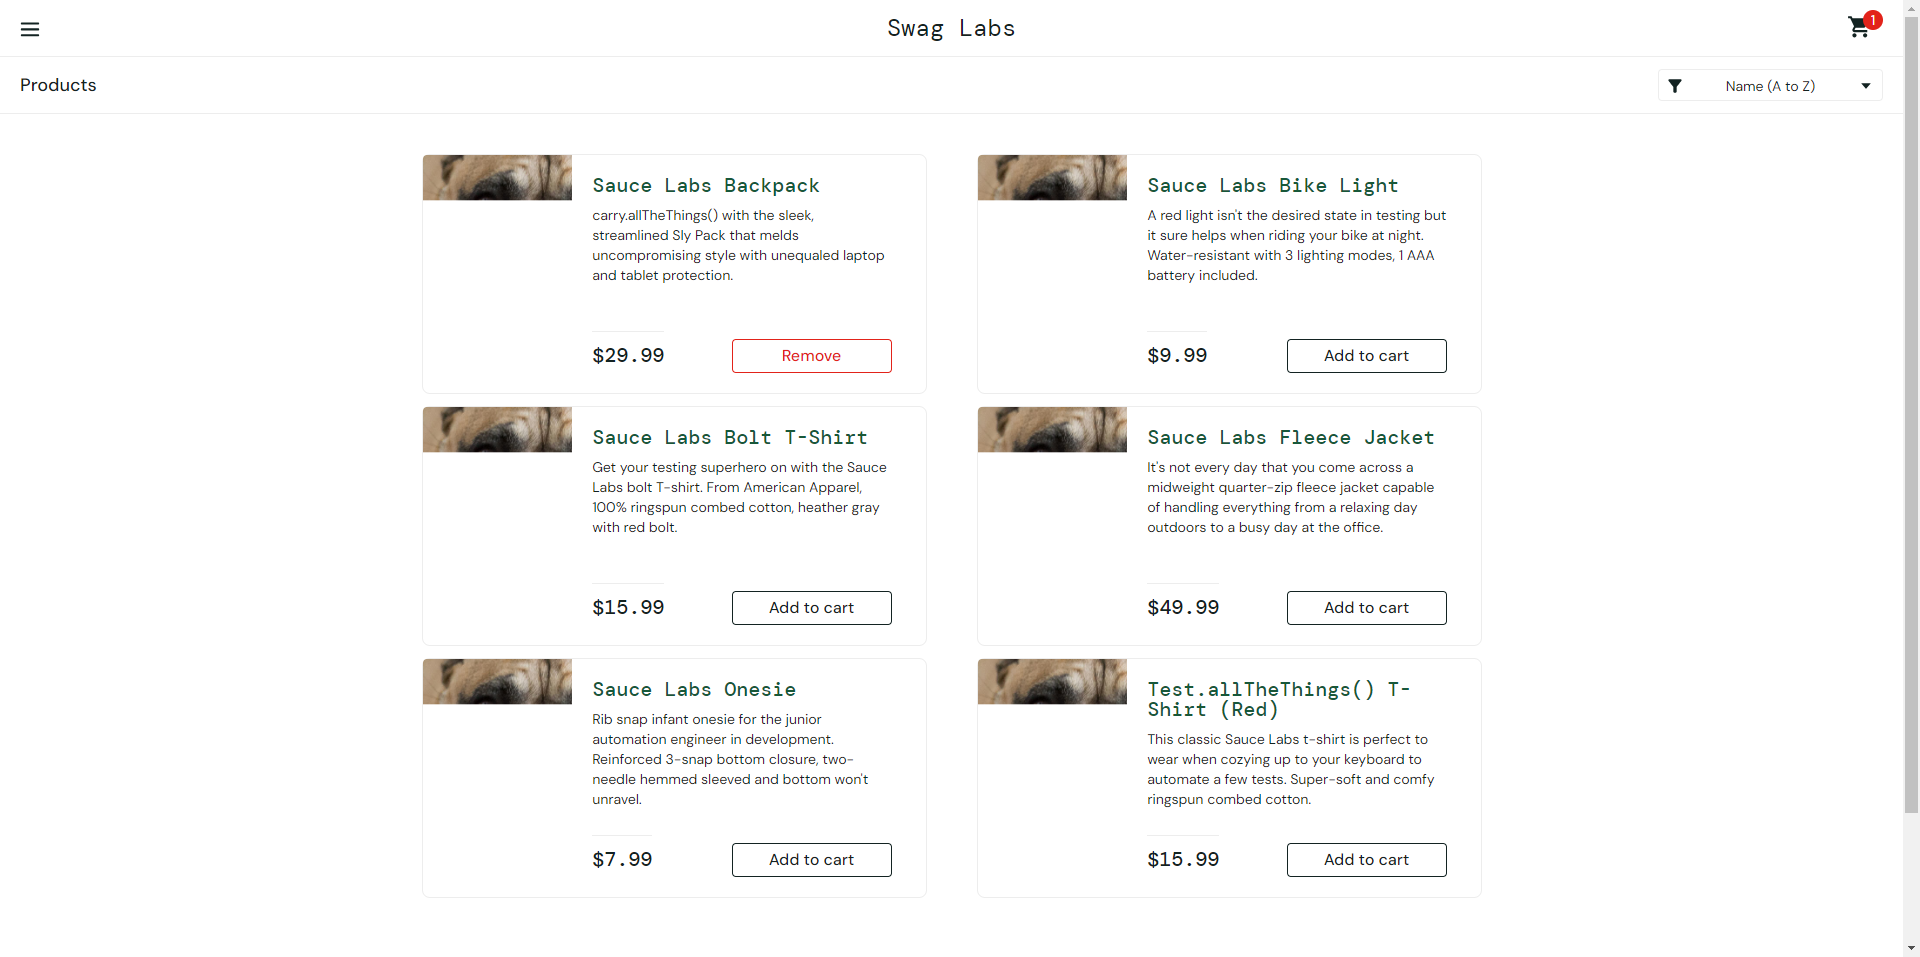 Swag Labs
1
Products
Name (A to Z)
Sauce Labs Backpack
carry.allTheThings() with the sleek,
streamlined Sly Pack that melds
uncompromising style with unequaled laptop
and tablet protection.
$29.99
Remove
Sauce Labs Bike Light
A red light isn't the desired state in testing but
it sure helps when riding your bike at night.
Water-resistant with 3 lighting modes, 1 AAA
battery included.
$9.99
Add to cart
Sauce Labs Bolt T-Shirt
Get your testing superhero on with the Sauce
Labs bolt T-shirt. From American Apparel,
100% ringspun combed cotton, heather gray
with red bolt.
$15.99
Add to cart
Sauce Labs Fleece Jacket
It's not every day that you come across a
midweight quarter-zip fleece jacket capable
of handling everything from a relaxing day
outdoors to a busy day at the office.
$49.99
Add to cart
Sauce Labs Onesie
Rib snap infant onesie for the junior
automation engineer in development.
Reinforced 3-snap bottom closure, two-
needle hemmed sleeved and bottom won't
unravel.
$7.99
Add to cart
Test.allTheThings() T-
Shirt (Red)
This classic Sauce Labs t-shirt is perfect to
wear when cozying up to your keyboard to
automate a few tests. Super-soft and comfy
ringspun combed cotton.
$15.99
Add to cart